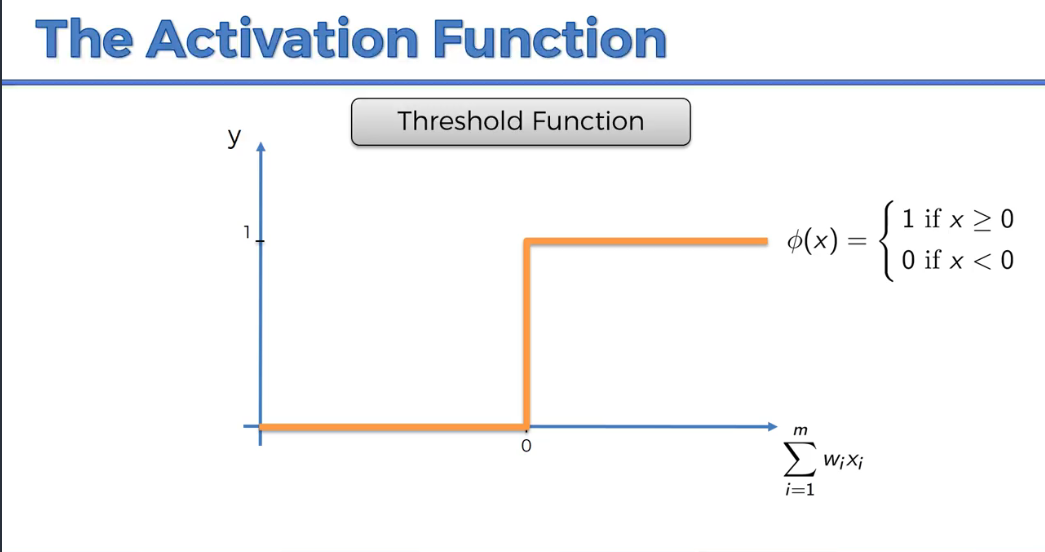 The Activation Function
Threshold Function
y
1
ϕ(x) = { 1 if x ≥ 0
0 if x < 0
0
m
∑ wᵢxᵢ
i=1